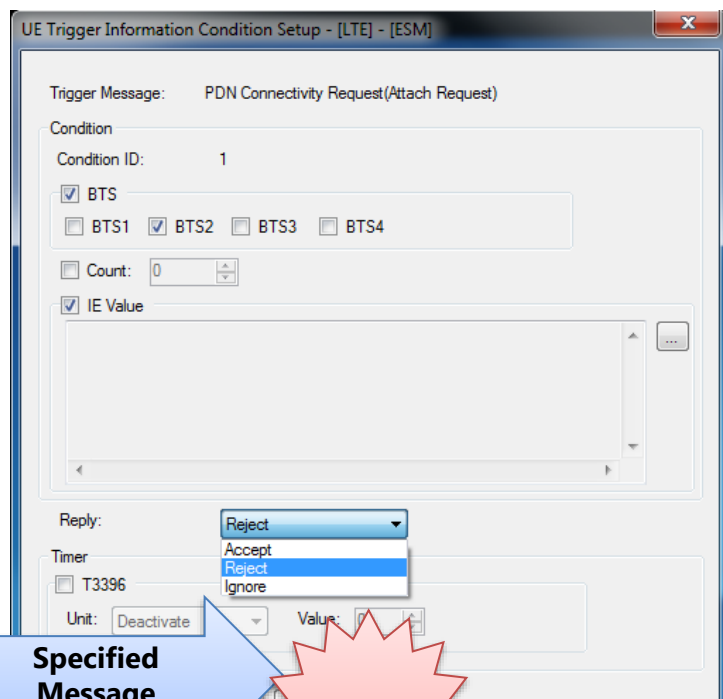 UE Trigger Information Condition Setup - [LTE] - [ESM]
x
Trigger Message: PDN Connectivity Request(Attach Request)
Condition
Condition ID: 1
BTS
BTS1 BTS2 BTS3 BTS4
Count: 0
IE Value
...
Reply: Reject
Accept
Reject
Ignore
Timer
T3396
Unit: Deactivate Value:
Specified
Message